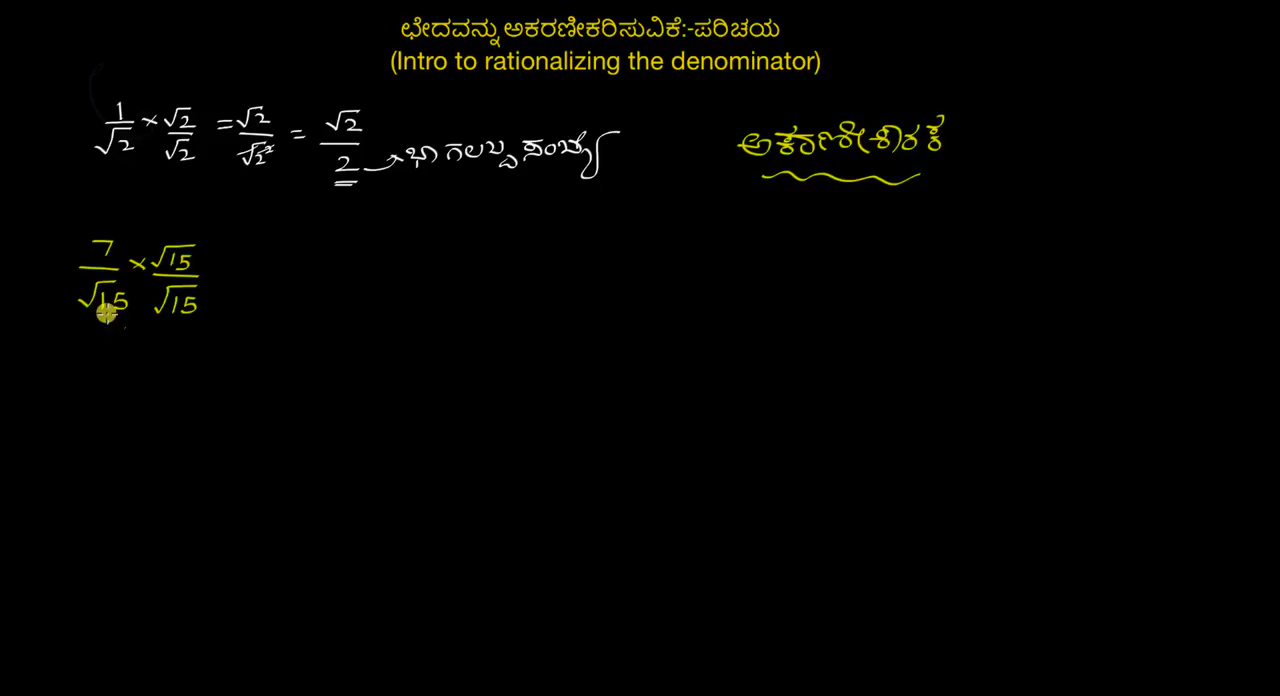 ಛೇದವನ್ನು ಅಕರಣೀಕರಿಸುವಿಕೆ:-ಪರಿಚಯ
(Intro to rationalizing the denominator)
1/√2 × √2/√2 = √2/√2² = √2/2 → ಭಾಗಲಬ್ದ ಸಂಖ್ಯೆ
7/√15 × √15/√15